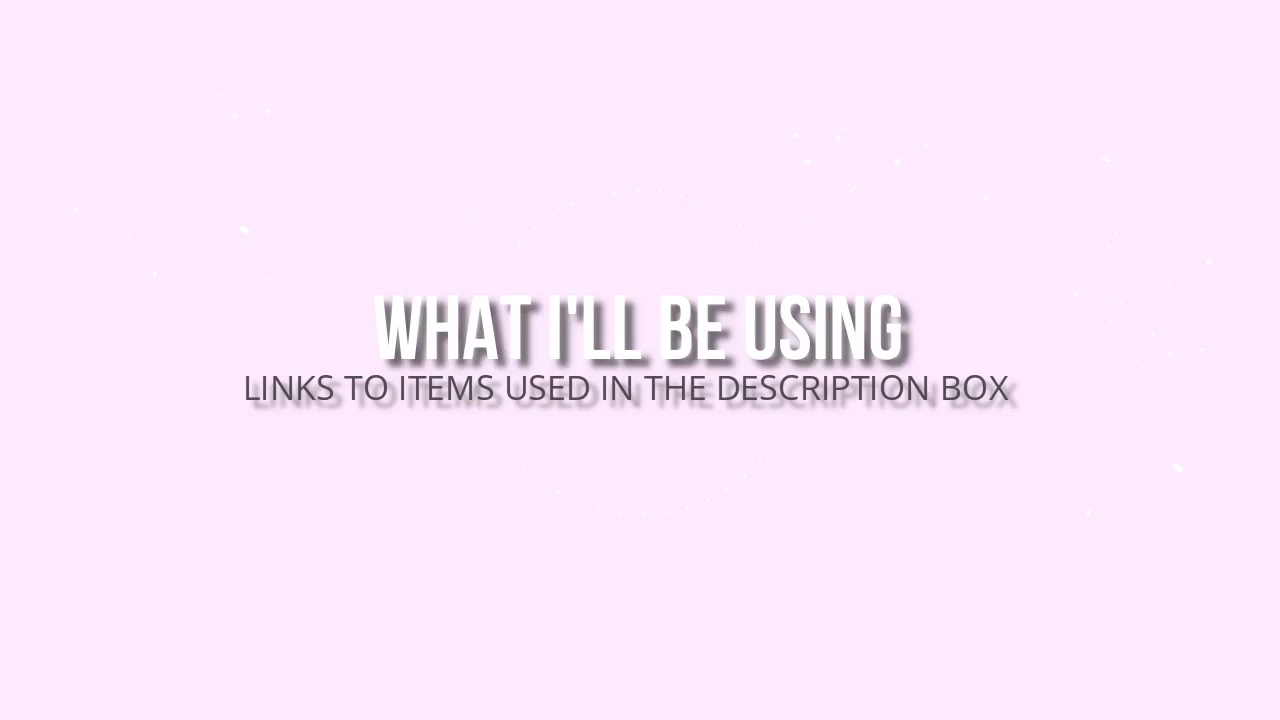 WHAT I'LL BE USING
LINKS TO ITEMS USED IN THE DESCRIPTION BOX